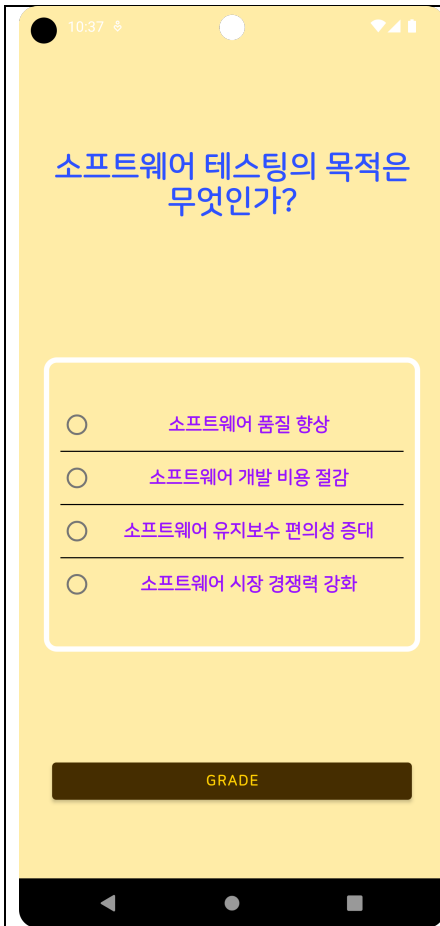 10:37
소프트웨어 테스팅의 목적은
무엇인가?
소프트웨어 품질 향상
소프트웨어 개발 비용 절감
소프트웨어 유지보수 편의성 증대
소프트웨어 시장 경쟁력 강화
GRADE